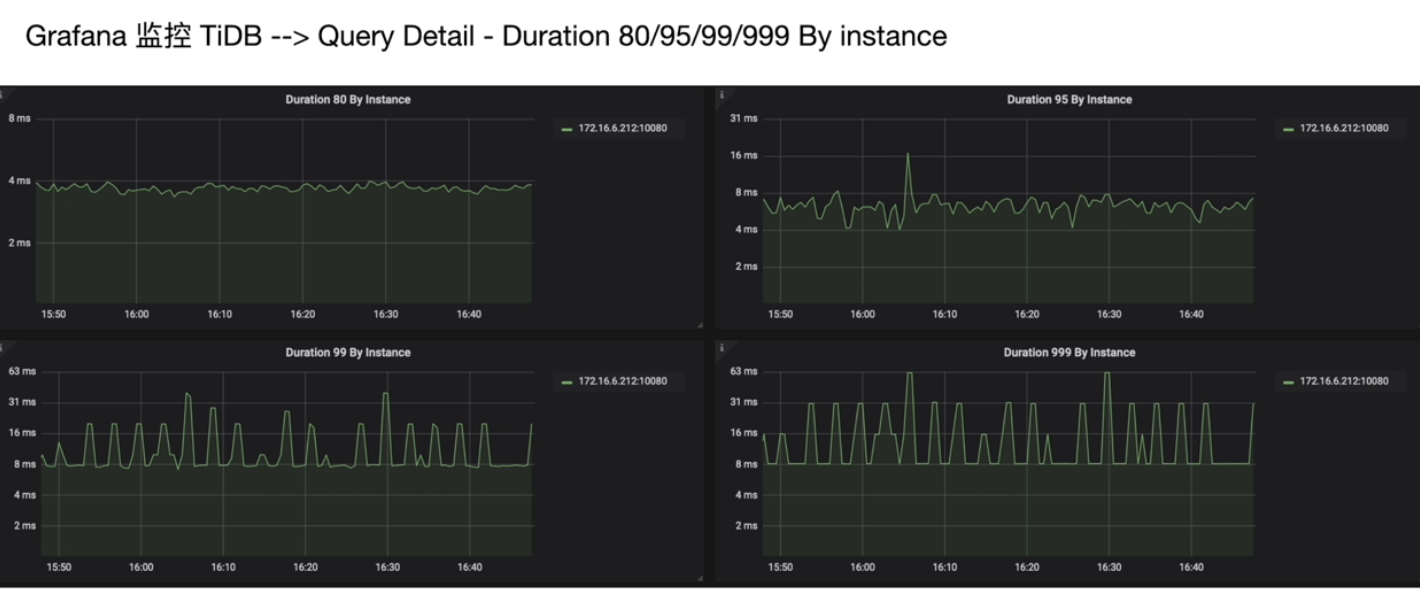 Grafana 监控 TiDB --> Query Detail - Duration 80/95/99/999 By instance
Duration 80 By Instance
8 ms
4 ms
2 ms
15:50 16:00 16:10 16:20 16:30 16:40
172.16.6.212:10080
Duration 95 By Instance
31 ms
16 ms
8 ms
4 ms
2 ms
15:50 16:00 16:10 16:20 16:30 16:40
172.16.6.212:10080
Duration 99 By Instance
63 ms
31 ms
16 ms
8 ms
4 ms
2 ms
15:50 16:00 16:10 16:20 16:30 16:40
172.16.6.212:10080
Duration 999 By Instance
63 ms
31 ms
16 ms
8 ms
4 ms
2 ms
15:50 16:00 16:10 16:20 16:30 16:40
172.16.6.212:10080